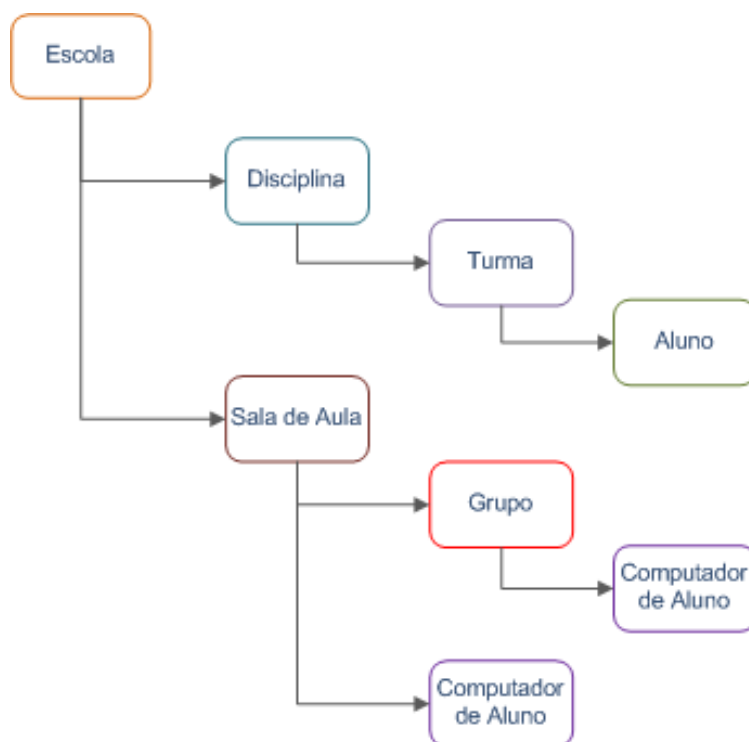 Escola
Disciplina
Turma
Aluno
Sala de Aula
Grupo
Computador
de Aluno
Computador
de Aluno